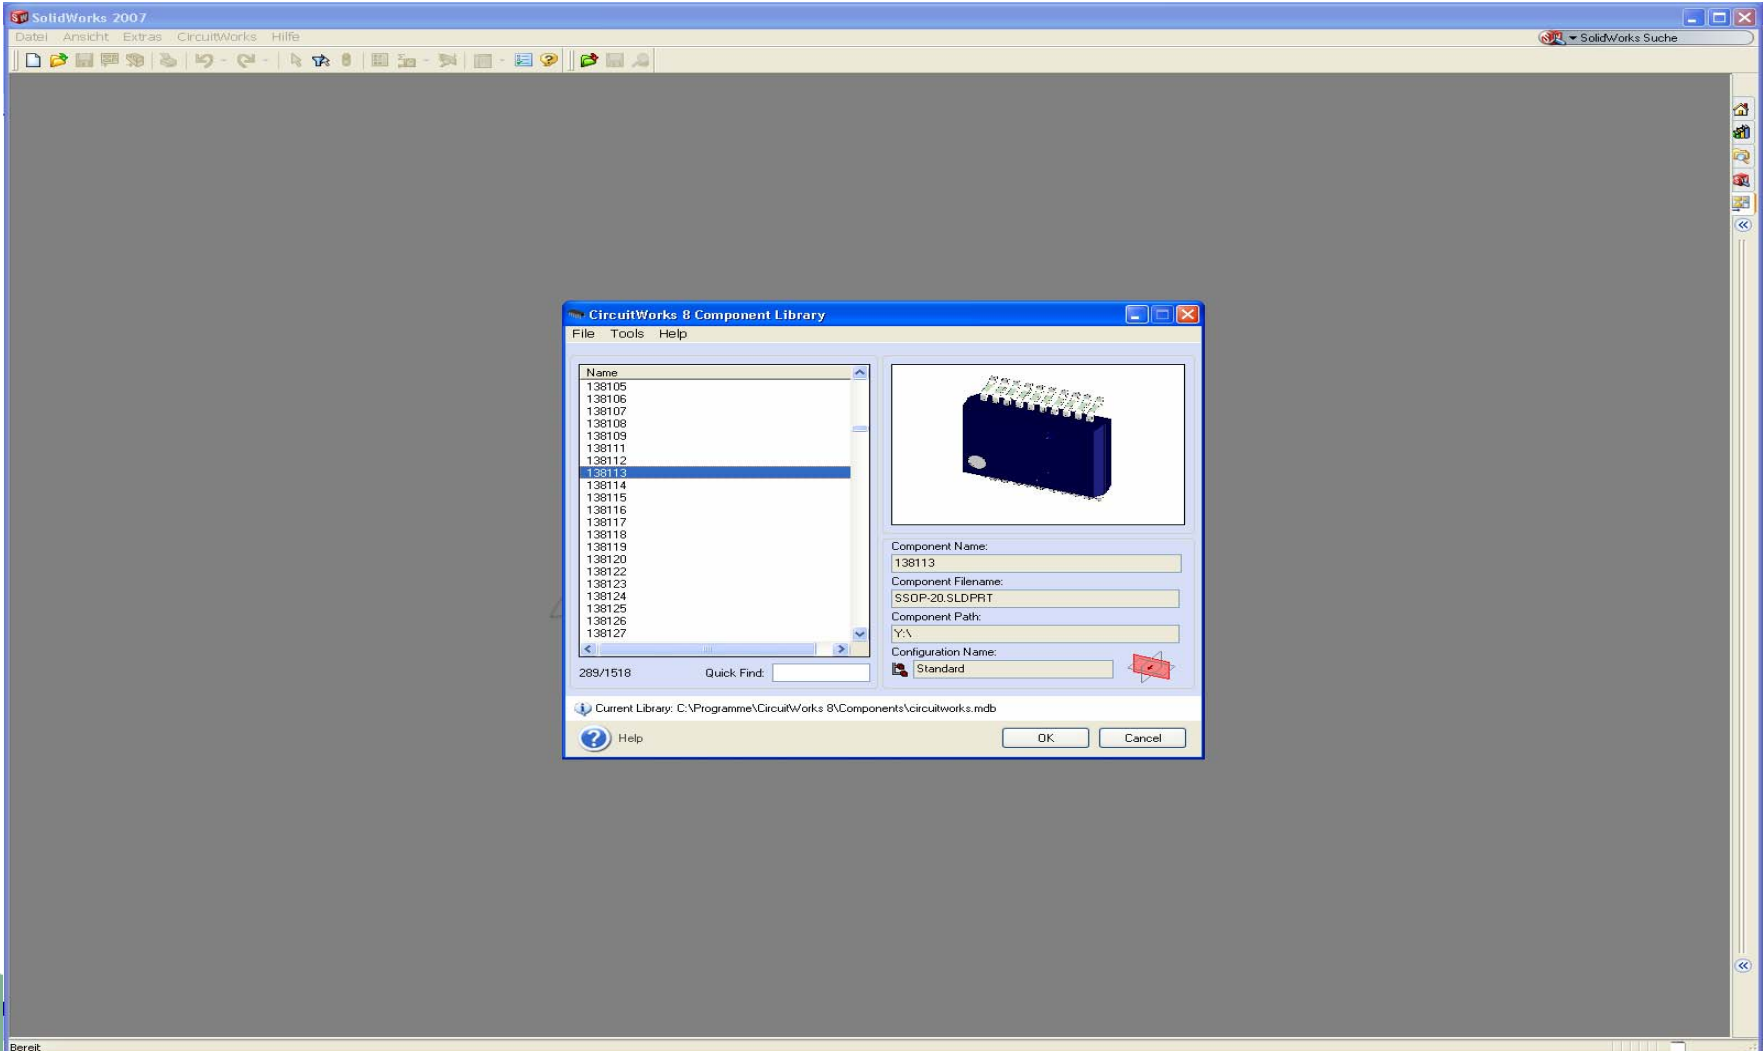 SolidWorks 2007
Datei Ansicht Extras CircuitWorks Hilfe
SolidWorks Suche
CircuitWorks 8 Component Library
File Tools Help
Name
138105
138106
138107
138108
138109
138111
138112
138113
138114
138115
138116
138117
138118
138119
138120
138122
138123
138124
138125
138126
138127
289/1518 Quick Find:
Component Name:
138113
Component Filename:
SSOP-20.SLDPRT
Component Path:
Y:\
Configuration Name:
Standard
Current Library: C:\Programme\CircuitWorks 8\Components\circuitworks.mdb
Help OK Cancel
Bereit